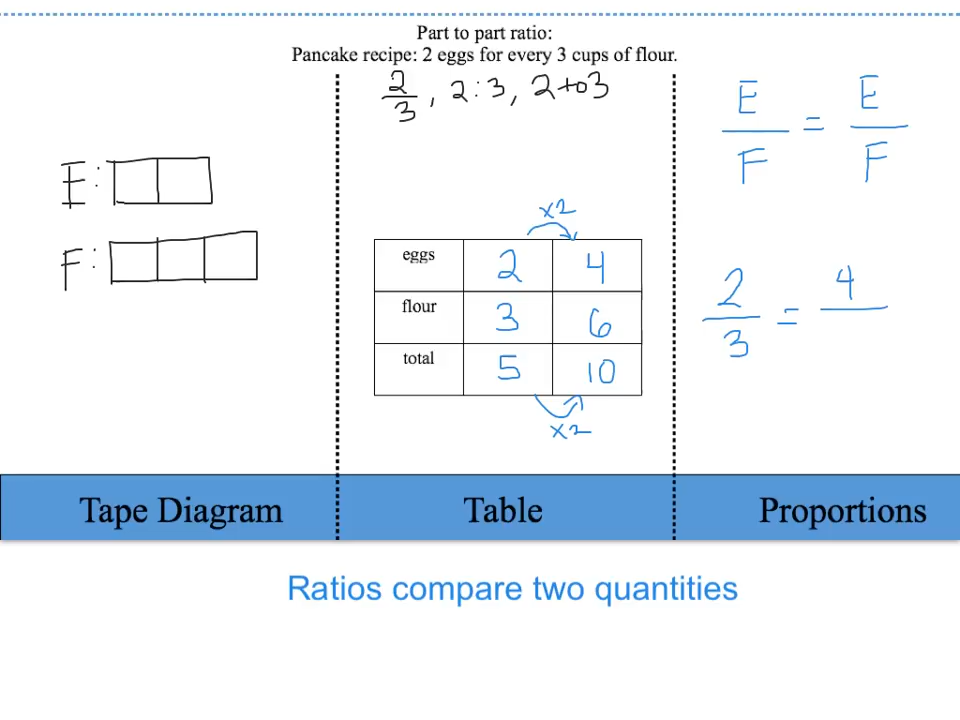 Part to part ratio:
Pancake recipe: 2 eggs for every 3 cups of flour.
2/3, 2:3, 2 to 3
E:
F:
x2
eggs 2 4
flour 3 6
total 5 10
x2
E/F = E/F
2/3 = 4/
Tape Diagram
Table
Proportions
Ratios compare two quantities